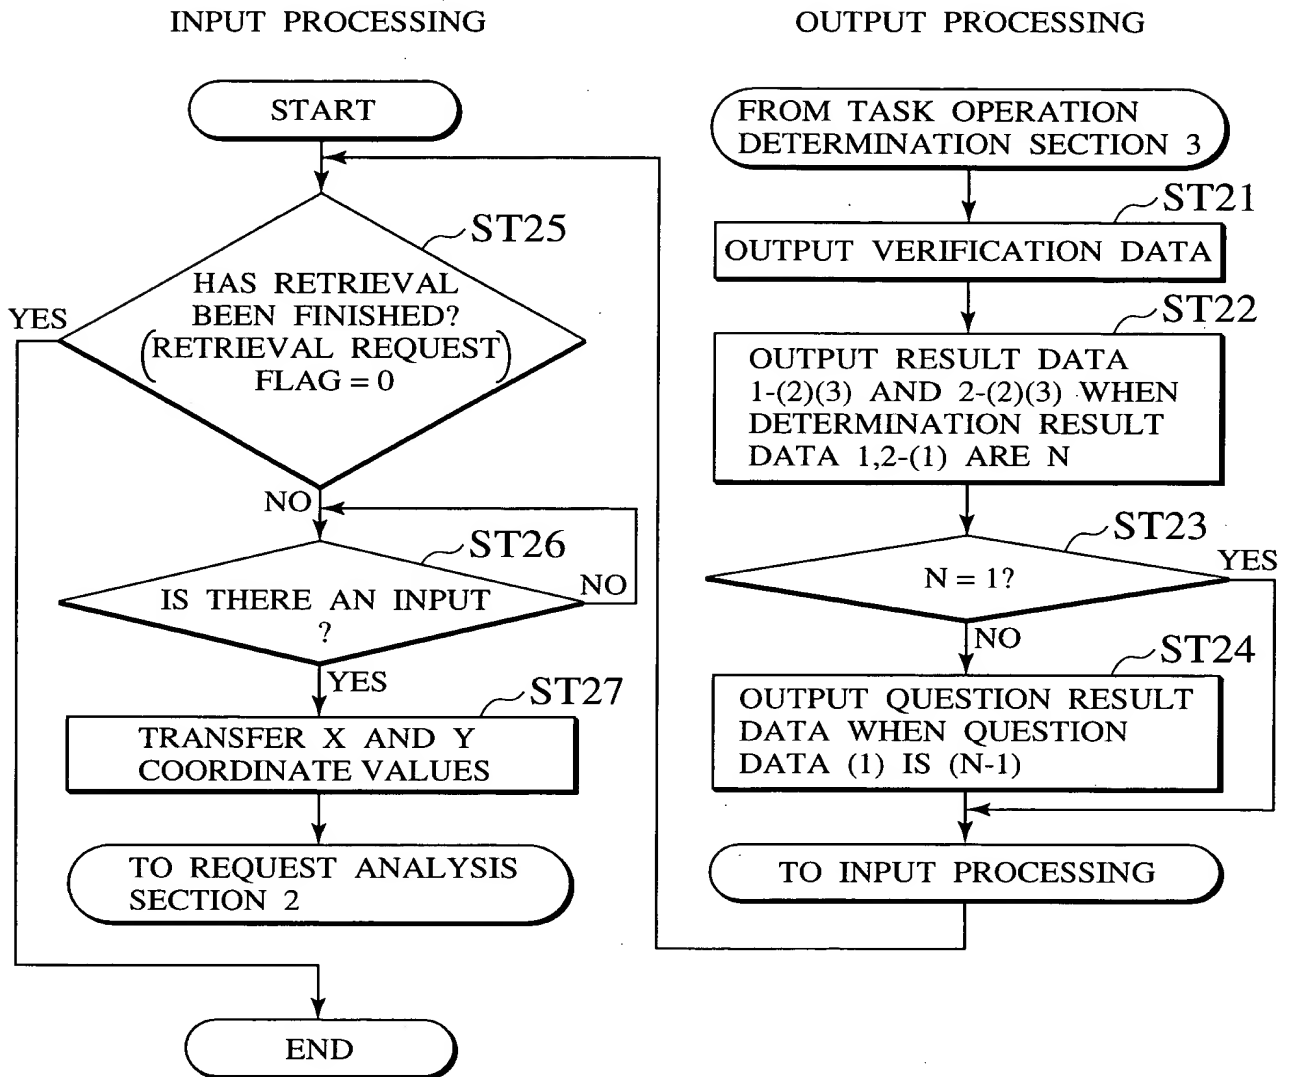 INPUT PROCESSING
START
ST25
HAS RETRIEVAL
BEEN FINISHED?
(RETRIEVAL REQUEST
FLAG = 0)
YES
NO
ST26
IS THERE AN INPUT
?
NO
YES
ST27
TRANSFER X AND Y
COORDINATE VALUES
TO REQUEST ANALYSIS
SECTION 2
END
OUTPUT PROCESSING
FROM TASK OPERATION
DETERMINATION SECTION 3
ST21
OUTPUT VERIFICATION DATA
ST22
OUTPUT RESULT DATA
1-(2)(3) AND 2-(2)(3) WHEN
DETERMINATION RESULT
DATA 1,2-(1) ARE N
ST23
N = 1?
YES
NO
ST24
OUTPUT QUESTION RESULT
DATA WHEN QUESTION
DATA (1) IS (N-1)
TO INPUT PROCESSING